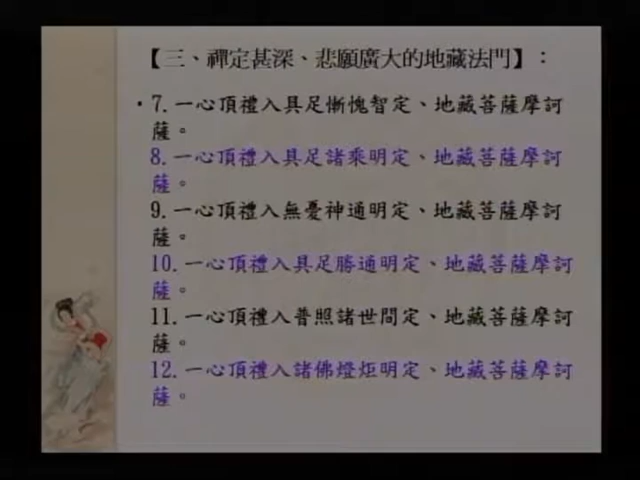 【三、禪定甚深、悲願廣大的地藏法門】：
•7.一心頂禮入具足慚愧智定、地藏菩薩摩訶
薩。
8.一心頂禮入具足諸乘明定、地藏菩薩摩訶
薩。
9.一心頂禮入無憂神通明定、地藏菩薩摩訶
薩。
10.一心頂禮入具足勝通明定、地藏菩薩摩訶
薩。
11.一心頂禮入普照諸世間定、地藏菩薩摩訶
薩。
12.一心頂禮入諸佛燈炬明定、地藏菩薩摩訶
薩。